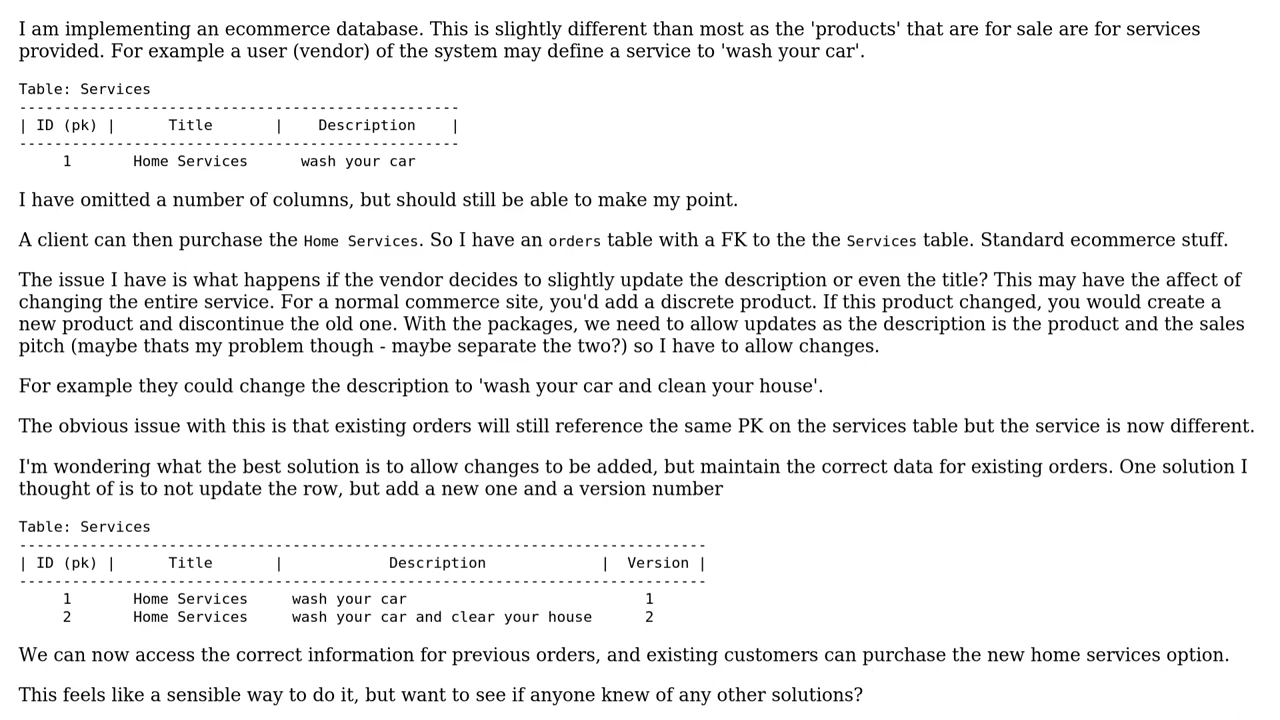 I am implementing an ecommerce database. This is slightly different than most as the 'products' that are for sale are for services
provided. For example a user (vendor) of the system may define a service to 'wash your car'.
Table: Services
--------------------------------------------------
| ID (pk) |      Title       |    Description    |
--------------------------------------------------
     1       Home Services      wash your car
I have omitted a number of columns, but should still be able to make my point.
A client can then purchase the Home Services. So I have an orders table with a FK to the the Services table. Standard ecommerce stuff.
The issue I have is what happens if the vendor decides to slightly update the description or even the title? This may have the affect of
changing the entire service. For a normal commerce site, you'd add a discrete product. If this product changed, you would create a
new product and discontinue the old one. With the packages, we need to allow updates as the description is the product and the sales
pitch (maybe thats my problem though - maybe separate the two?) so I have to allow changes.
For example they could change the description to 'wash your car and clean your house'.
The obvious issue with this is that existing orders will still reference the same PK on the services table but the service is now different.
I'm wondering what the best solution is to allow changes to be added, but maintain the correct data for existing orders. One solution I
thought of is to not update the row, but add a new one and a version number
Table: Services
------------------------------------------------------------------------------
| ID (pk) |      Title       |            Description             |  Version |
------------------------------------------------------------------------------
     1       Home Services     wash your car                           1
     2       Home Services     wash your car and clear your house      2
We can now access the correct information for previous orders, and existing customers can purchase the new home services option.
This feels like a sensible way to do it, but want to see if anyone knew of any other solutions?